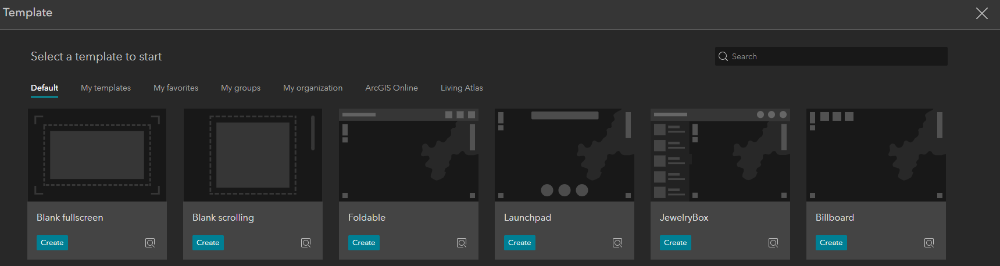 Template
Select a template to start
Search
Default My templates My favorites My groups My organization ArcGIS Online Living Atlas
Blank fullscreen Blank scrolling Foldable Launchpad JewelryBox Billboard
Create Create Create Create Create Create